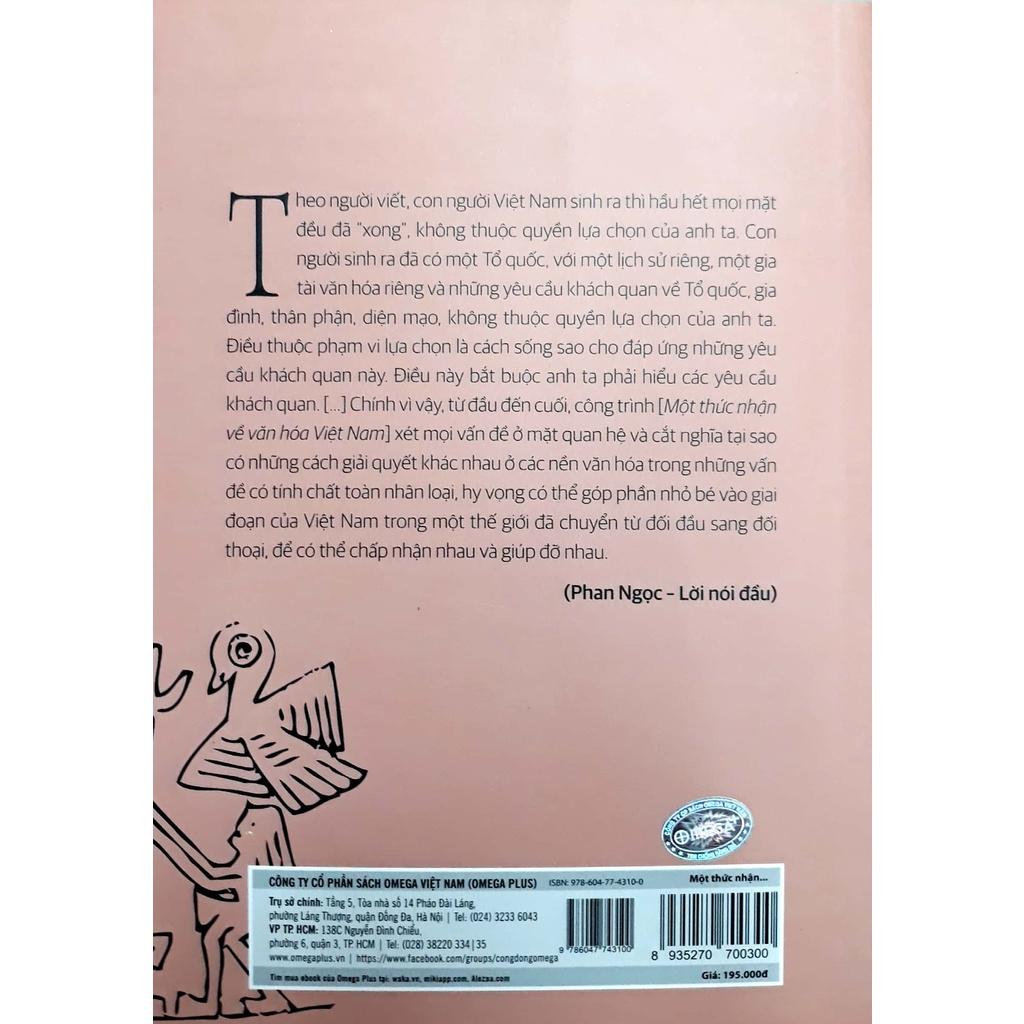 Theo người viết, con người Việt Nam sinh ra thì hầu hết mọi mặt
đều đã "xong", không thuộc quyền lựa chọn của anh ta. Con
người sinh ra đã có một Tổ quốc, với một lịch sử riêng, một gia
tài văn hóa riêng và những yêu cầu khách quan về Tổ quốc, gia
đình, thân phận, diện mạo, không thuộc quyền lựa chọn của anh ta.
Điều thuộc phạm vi lựa chọn là cách sống sao cho đáp ứng những yêu
cầu khách quan này. Điều này bắt buộc anh ta phải hiểu các yêu cầu
khách quan. [...] Chính vì vậy, từ đầu đến cuối, công trình [Một thức nhận
về văn hóa Việt Nam] xét mọi vấn đề ở mặt quan hệ và cắt nghĩa tại sao
có những cách giải quyết khác nhau ở các nền văn hóa trong những vấn
đề có tính chất toàn nhân loại, hy vọng có thể góp phần nhỏ bé vào giai
đoạn của Việt Nam trong một thế giới đã chuyển từ đối đầu sang đối
thoại, để có thể chấp nhận nhau và giúp đỡ nhau.
(Phan Ngọc – Lời nói đầu)
CÔNG TY CỔ PHẦN SÁCH OMEGA VIỆT NAM
OMEGA+
CÔNG TY CỔ PHẦN SÁCH OMEGA VIỆT NAM (OMEGA PLUS) ISBN: 978-604-77-4310-0
Một thức nhận...
Trụ sở chính: Tầng 5, Tòa nhà số 14 Pháo Đài Láng,
phường Láng Thượng, quận Đống Đa, Hà Nội | Tel: (024) 3233 6043
VP TP. HCM: 138C Nguyễn Đình Chiểu,
phường 6, quận 3, TP. HCM | Tel: (028) 38220 334 | 35
www.omegaplus.vn | https://www.facebook.com/groups/congdongomega
9 786047 743100
8 935270 700300
Tìm mua ebook của Omega Plus tại: waka.vn, mikiapp.com, Alezaa.com
Giá: 195.000đ